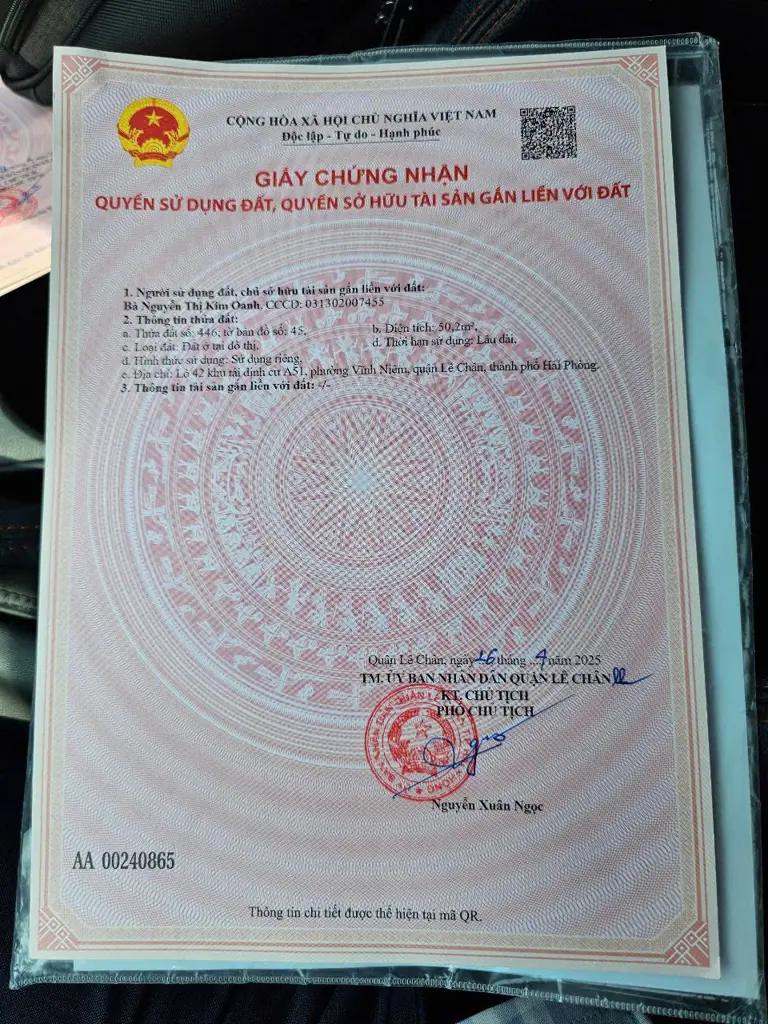 CỘNG HÒA XÃ HỘI CHỦ NGHĨA VIỆT NAM
Độc lập - Tự do - Hạnh phúc
GIẤY CHỨNG NHẬN
QUYỀN SỬ DỤNG ĐẤT, QUYỀN SỞ HỮU TÀI SẢN GẮN LIỀN VỚI ĐẤT
1. Người sử dụng đất, chủ sở hữu tài sản gắn liền với đất:
Bà Nguyễn Thị Kim Oanh, CCCD: 031302007455
2. Thông tin thửa đất:
a. Thửa đất số: 446; tờ bản đồ số: 45, b. Diện tích: 50,2m²,
c. Loại đất: Đất ở tại đô thị, d. Thời hạn sử dụng: Lâu dài,
đ. Hình thức sử dụng: Sử dụng riêng,
e. Địa chỉ: Lô 42 khu tái định cư A51, phường Vĩnh Niệm, quận Lê Chân, thành phố Hải Phòng.
3. Thông tin tài sản gắn liền với đất: -/-
Quận Lê Chân, ngày 16 tháng ..4 năm 2025
TM. ỦY BAN NHÂN DÂN QUẬN LÊ CHÂN
KT. CHỦ TỊCH
PHÓ CHỦ TỊCH
Nguyễn Xuân Ngọc
AA 00240865
Thông tin chi tiết được thể hiện tại mã QR.